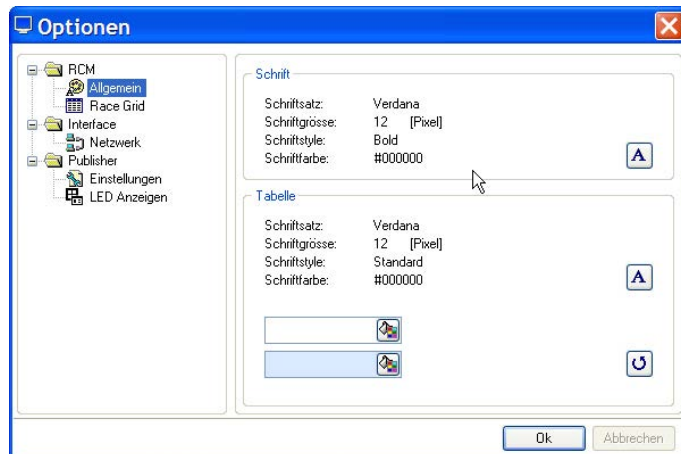 Optionen
RCM
Allgemein
Race Grid
Interface
Netzwerk
Publisher
Einstellungen
LED Anzeigen
Schrift
Schriftsatz: Verdana
Schriftgrösse: 12 [Pixel]
Schriftstyle: Bold
Schriftfarbe: #000000
A
Tabelle
Schriftsatz: Verdana
Schriftgrösse: 12 [Pixel]
Schriftstyle: Standard
Schriftfarbe: #000000
A
Ok Abbrechen